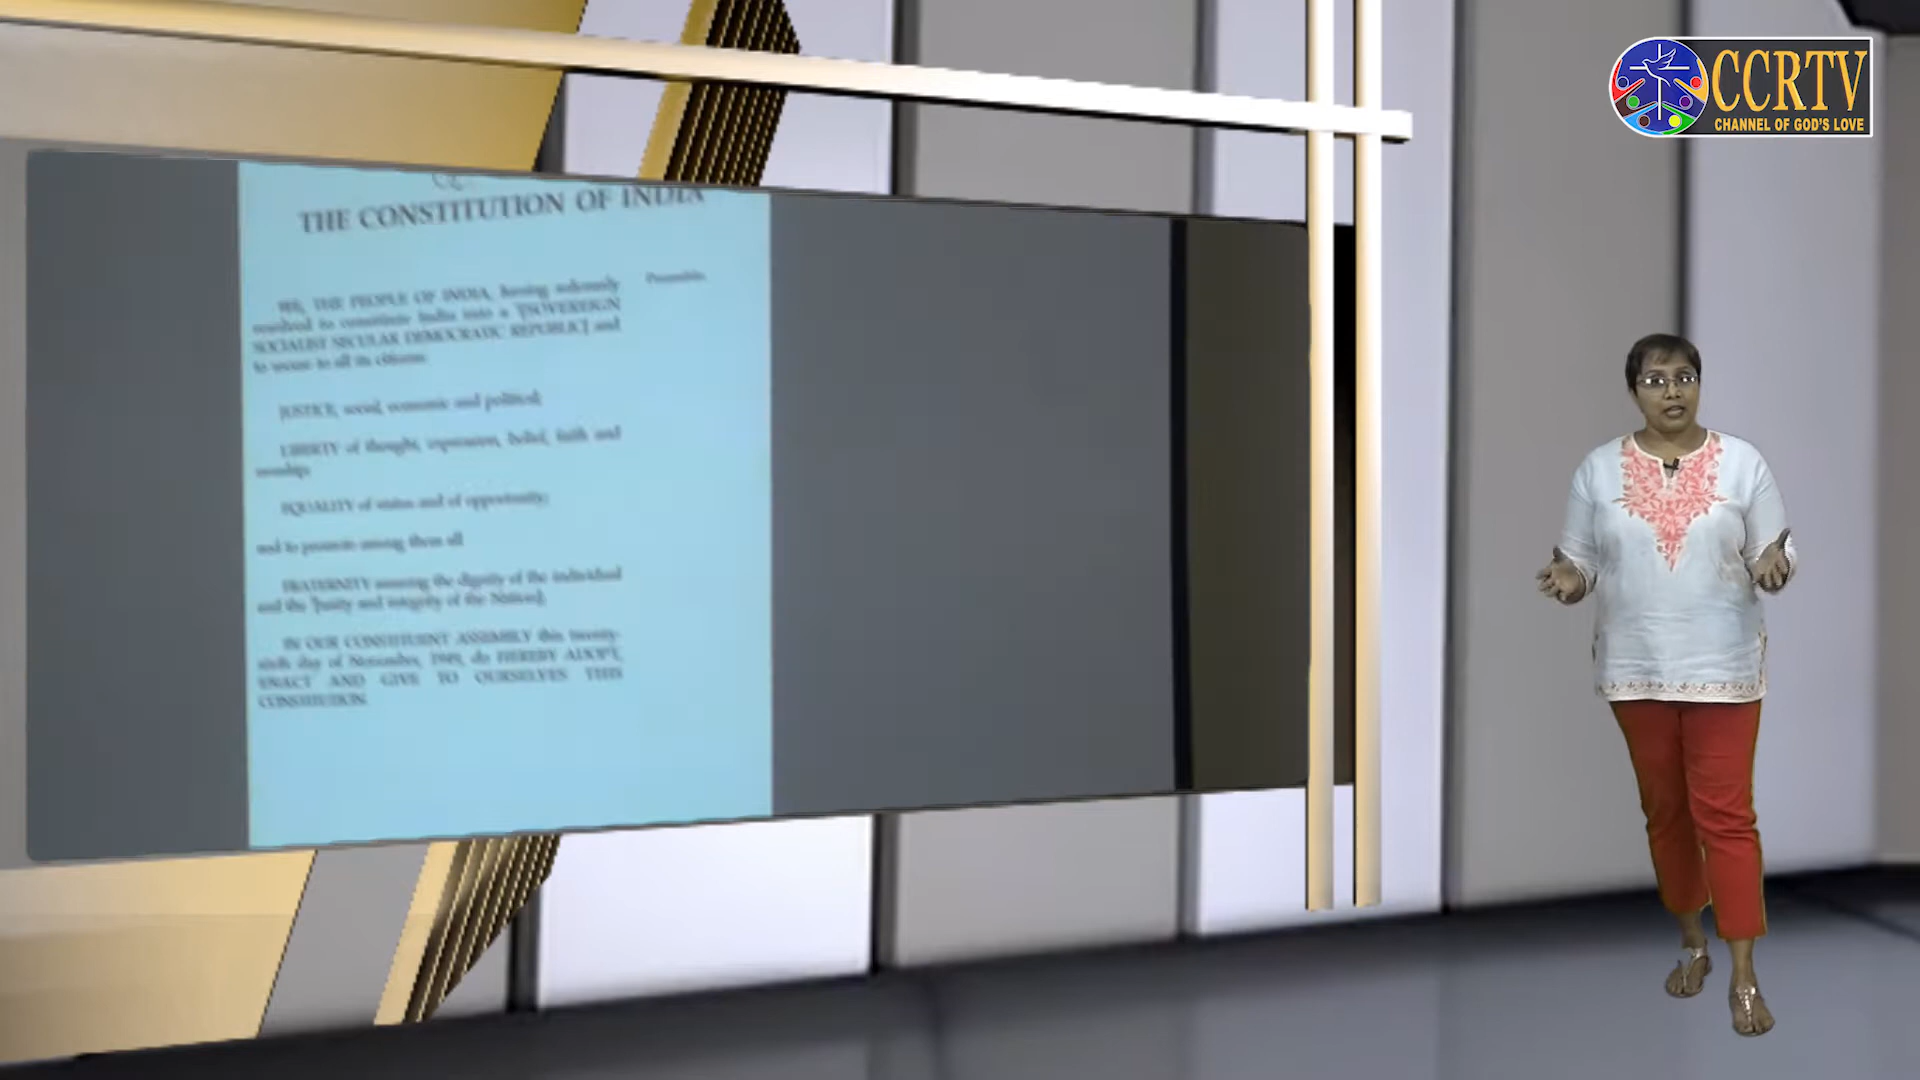 THE CONSTITUTION OF INDIA
Preamble.
WE, THE PEOPLE OF INDIA, having solemnly
resolved to constitute India into a [SOVEREIGN
SOCIALIST SECULAR DEMOCRATIC REPUBLIC] and
to secure to all its citizens:
JUSTICE, social, economic and political;
LIBERTY of thought, expression, belief, faith and
worship;
EQUALITY of status and of opportunity;
and to promote among them all
FRATERNITY assuring the dignity of the individual
and the [unity and integrity of the Nation];
IN OUR CONSTITUENT ASSEMBLY this twenty-
sixth day of November, 1949, do HEREBY ADOPT,
ENACT AND GIVE TO OURSELVES THIS
CONSTITUTION.
CCRTV
CHANNEL OF GOD'S LOVE